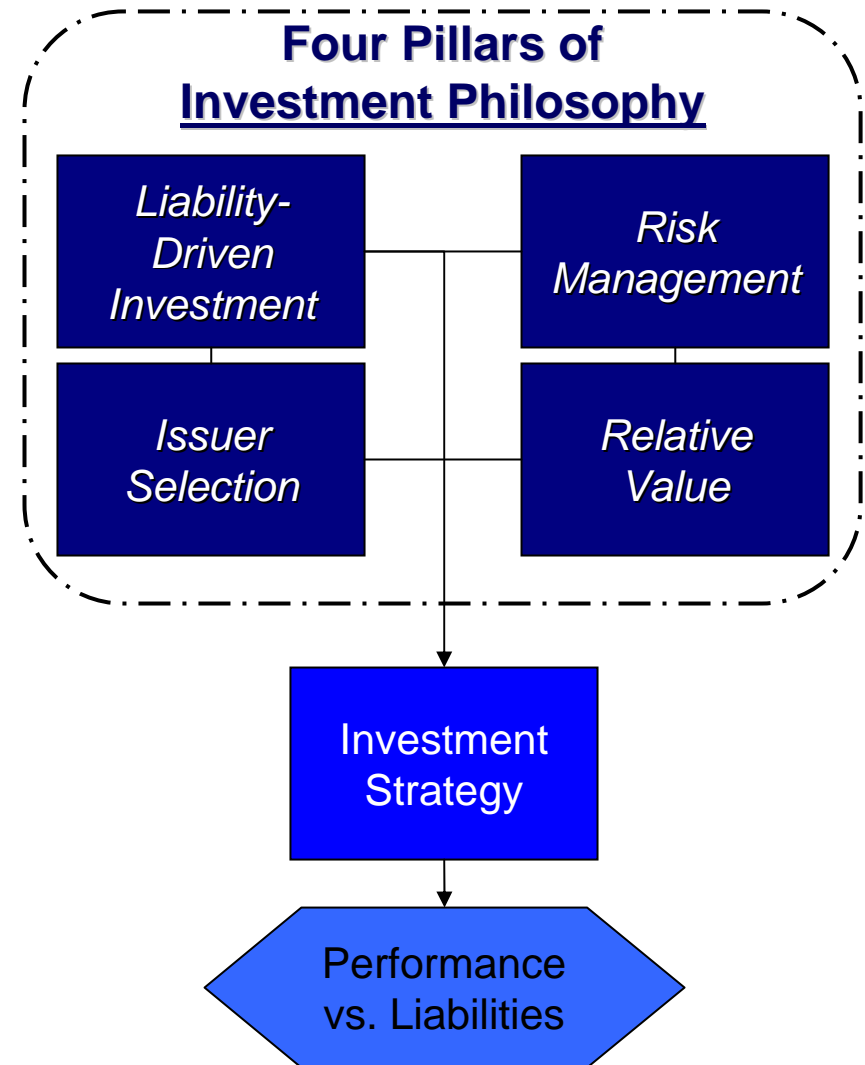 Four Pillars of
Investment Philosophy
Liability-
Driven
Investment
Risk
Management
Issuer
Selection
Relative
Value
Investment
Strategy
Performance
vs. Liabilities